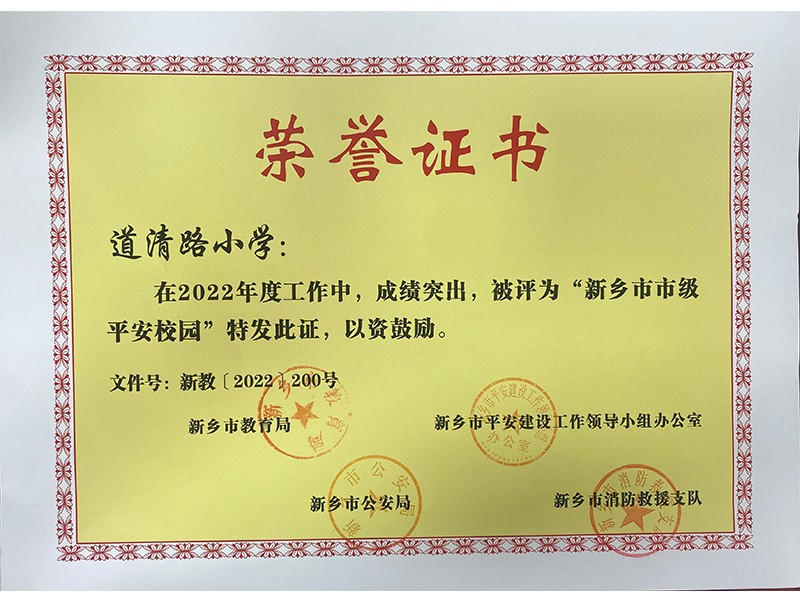 荣誉证书
道清路小学：
在2022年度工作中，成绩突出，被评为“新乡市市级
平安校园”特发此证，以资鼓励。
文件号：新教〔2022〕200号
新乡市教育局
新乡市平安建设工作领导小组办公室
新乡市公安局
新乡市消防救援支队